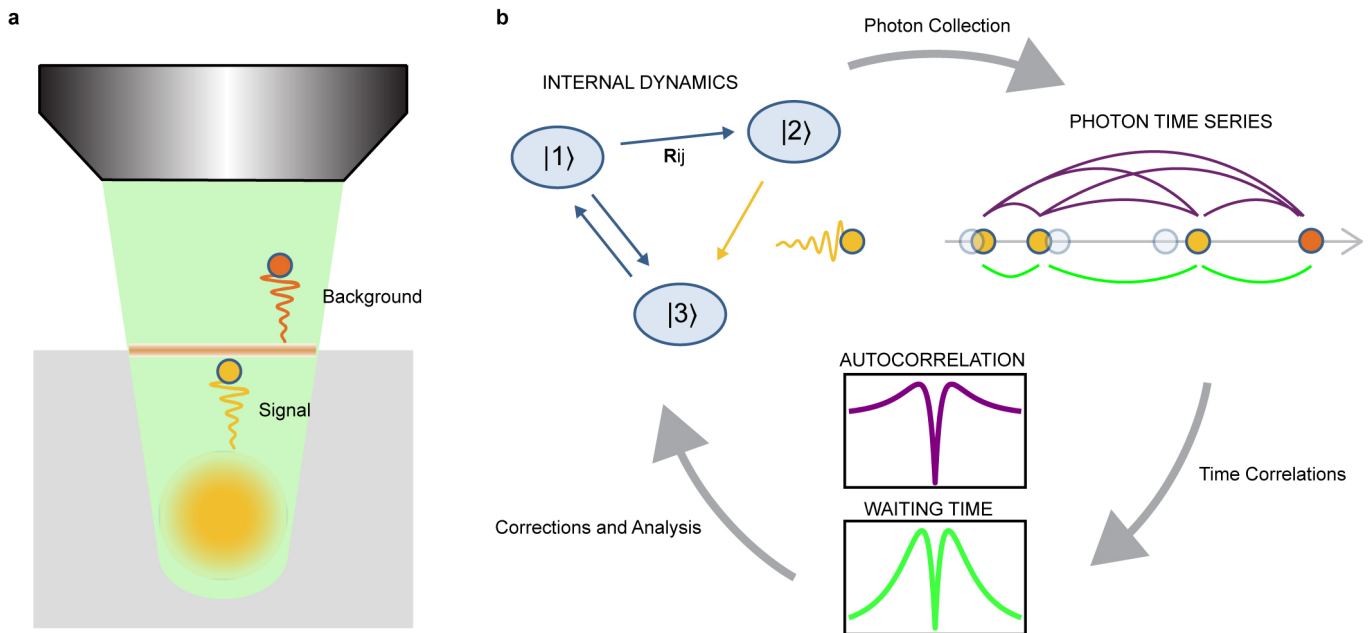 a
Background
Signal
b
Photon Collection
INTERNAL DYNAMICS
|1⟩
|2⟩
Rij
|3⟩
PHOTON TIME SERIES
AUTOCORRELATION
WAITING TIME
Time Correlations
Corrections and Analysis